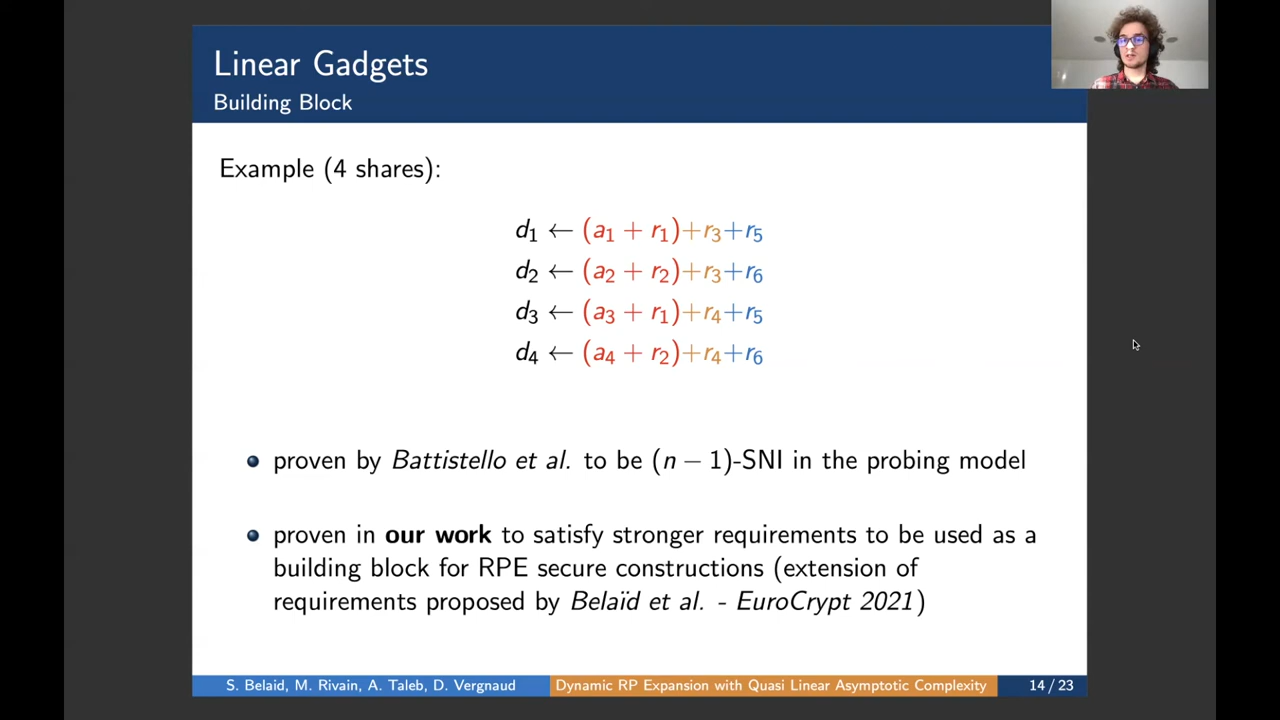 Linear Gadgets
Building Block
Example (4 shares):
d₁ ← (a₁ + r₁)+r₃+r₅
d₂ ← (a₂ + r₂)+r₃+r₆
d₃ ← (a₃ + r₁)+r₄+r₅
d₄ ← (a₄ + r₂)+r₄+r₆
proven by Battistello et al. to be (n − 1)-SNI in the probing model
proven in our work to satisfy stronger requirements to be used as a
building block for RPE secure constructions (extension of
requirements proposed by Belaïd et al. - EuroCrypt 2021)
S. Belaid, M. Rivain, A. Taleb, D. Vergnaud
Dynamic RP Expansion with Quasi Linear Asymptotic Complexity
14 / 23